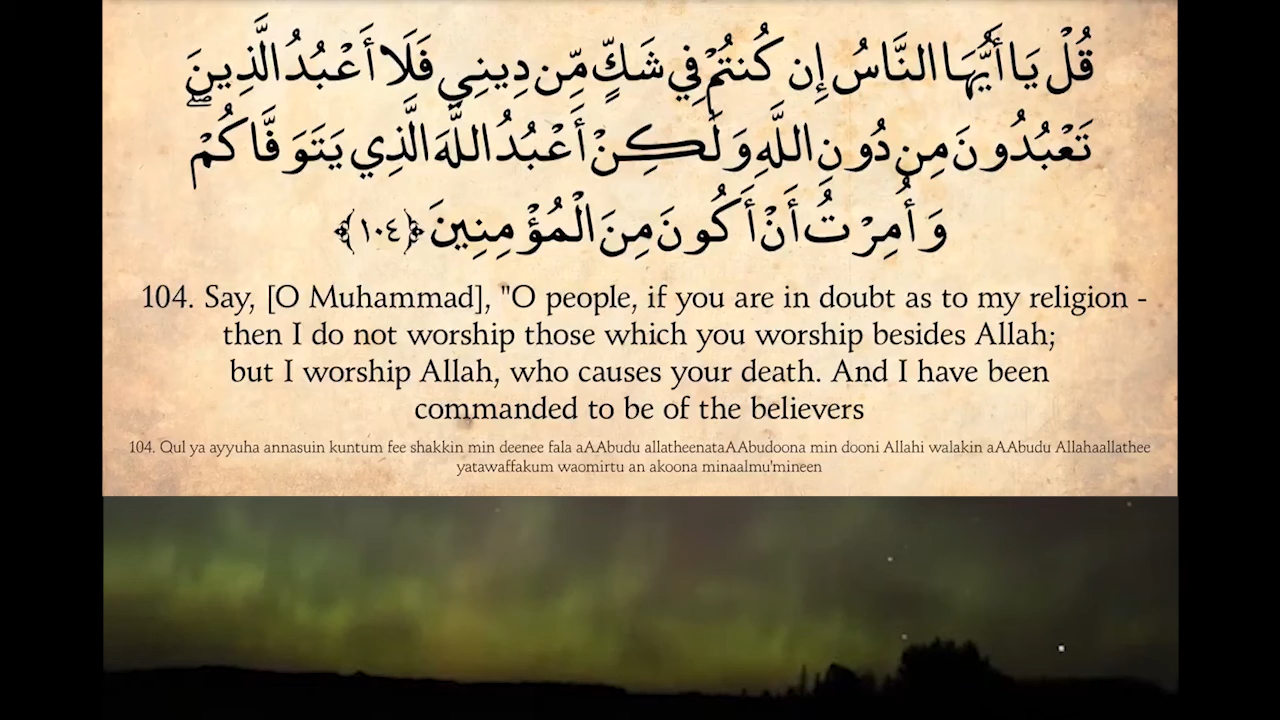 قُلْ يَا أَيُّهَا النَّاسُ إِن كُنتُمْ فِي شَكٍّ مِّن دِينِي فَلَا أَعْبُدُ الَّذِينَ
تَعْبُدُونَ مِن دُونِ اللَّهِ وَلَٰكِنْ أَعْبُدُ اللَّهَ الَّذِي يَتَوَفَّاكُمْ ۖ
وَأُمِرْتُ أَنْ أَكُونَ مِنَ الْمُؤْمِنِينَ ﴿١٠٤﴾
104. Say, [O Muhammad], "O people, if you are in doubt as to my religion -
then I do not worship those which you worship besides Allah;
but I worship Allah, who causes your death. And I have been
commanded to be of the believers
104. Qul ya ayyuha annasuin kuntum fee shakkin min deenee fala aAAbudu allatheenataAAbudoona min dooni Allahi walakin aAAbudu Allahaallathee
yatawaffakum waomirtu an akoona minaalmu'mineen